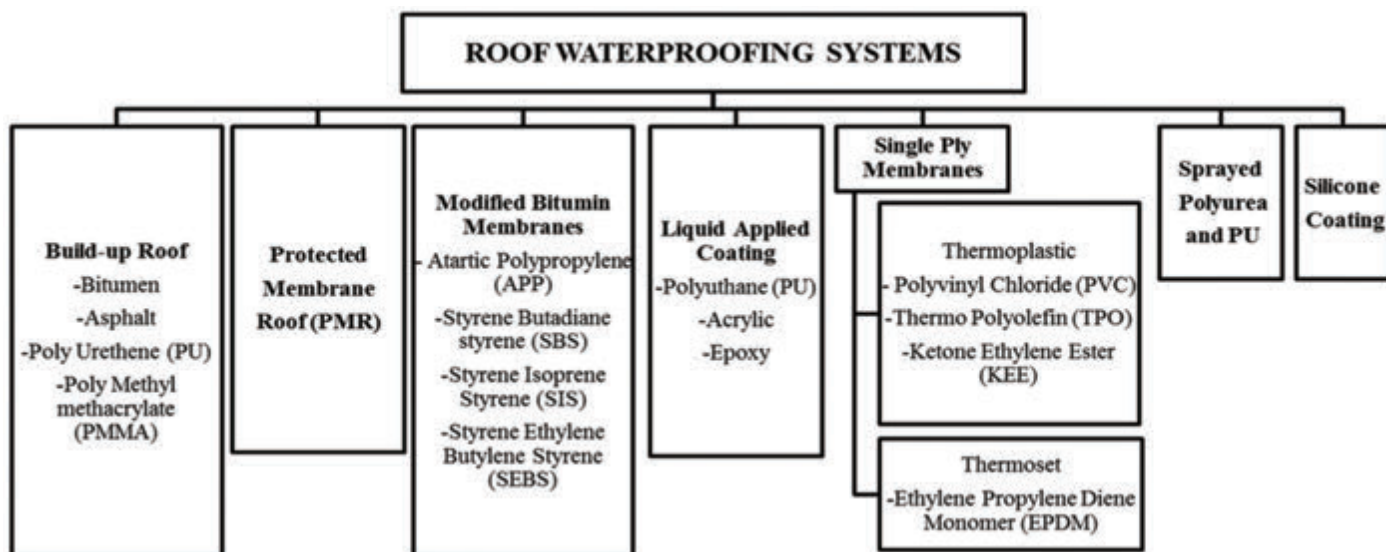 ROOF WATERPROOFING SYSTEMS
Build-up Roof
-Bitumen
-Asphalt
-Poly Urethene (PU)
-Poly Methyl
methacrylate
(PMMA)
Protected
Membrane
Roof (PMR)
Modified Bitumin
Membranes
- Atartic Polypropylene
(APP)
-Styrene Butadiane
styrene (SBS)
-Styrene Isoprene
Styrene (SIS)
-Styrene Ethylene
Butylene Styrene
(SEBS)
Liquid Applied
Coating
-Polyuthane (PU)
-Acrylic
-Epoxy
Single Ply
Membranes
Thermoplastic
- Polyvinyl Chloride (PVC)
-Thermo Polyolefin (TPO)
-Ketone Ethylene Ester
(KEE)
Thermoset
-Ethylene Propylene Diene
Monomer (EPDM)
Sprayed
Polyurea
and PU
Silicone
Coating